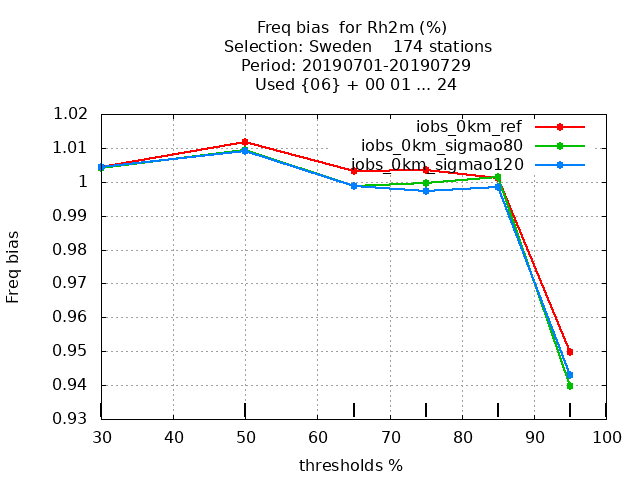 Freq bias  for Rh2m (%)
Selection: Sweden    174 stations
Period: 20190701-20190729
Used {06} + 00 01 ... 24
iobs_0km_ref
iobs_0km_sigmao80
iobs_0km_sigmao120
1.02
1.01
1
0.99
0.98
0.97
0.96
0.95
0.94
0.93
Freq bias
30 40 50 60 70 80 90 100
thresholds %